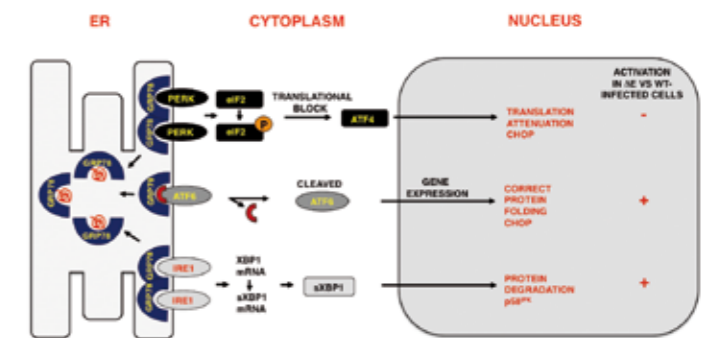 ER
CYTOPLASM
NUCLEUS
ACTIVATION
IN ΔE VS WT-
INFECTED CELLS
GRP78
PERK
eIF2
TRANSLATIONAL
BLOCK
ATF4
TRANSLATION
ATTENUATION
CHOP
-
GRP78
PERK
eIF2
P
GRP78
GRP78
GRP78
GRP78
ATF6
CLEAVED
ATF6
GENE
EXPRESSION
CORRECT
PROTEIN
FOLDING
CHOP
+
GRP78
IRE1
XBP1
mRNA
sXBP1
mRNA
sXBP1
PROTEIN
DEGRADATION
p58IPK
+
GRP78
IRE1